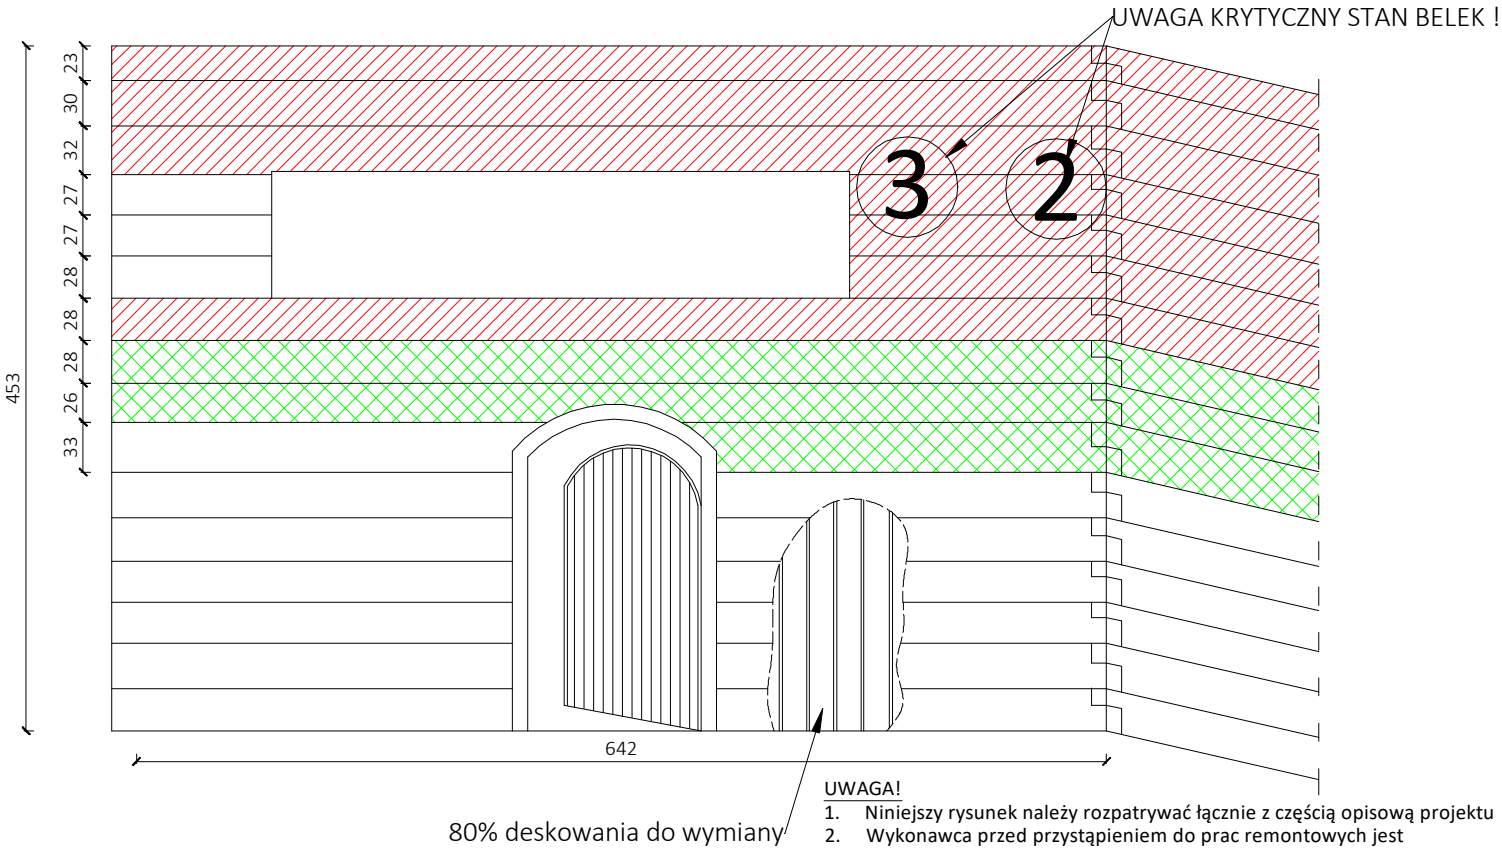 UWAGA KRYTYCZNY STAN BELEK !
23
30
32
27
27
28
28
28
26
33
453
3
2
642
80% deskowania do wymiany
UWAGA!
1. Niniejszy rysunek należy rozpatrywać łącznie z częścią opisową projektu
2. Wykonawca przed przystąpieniem do prac remontowych jest